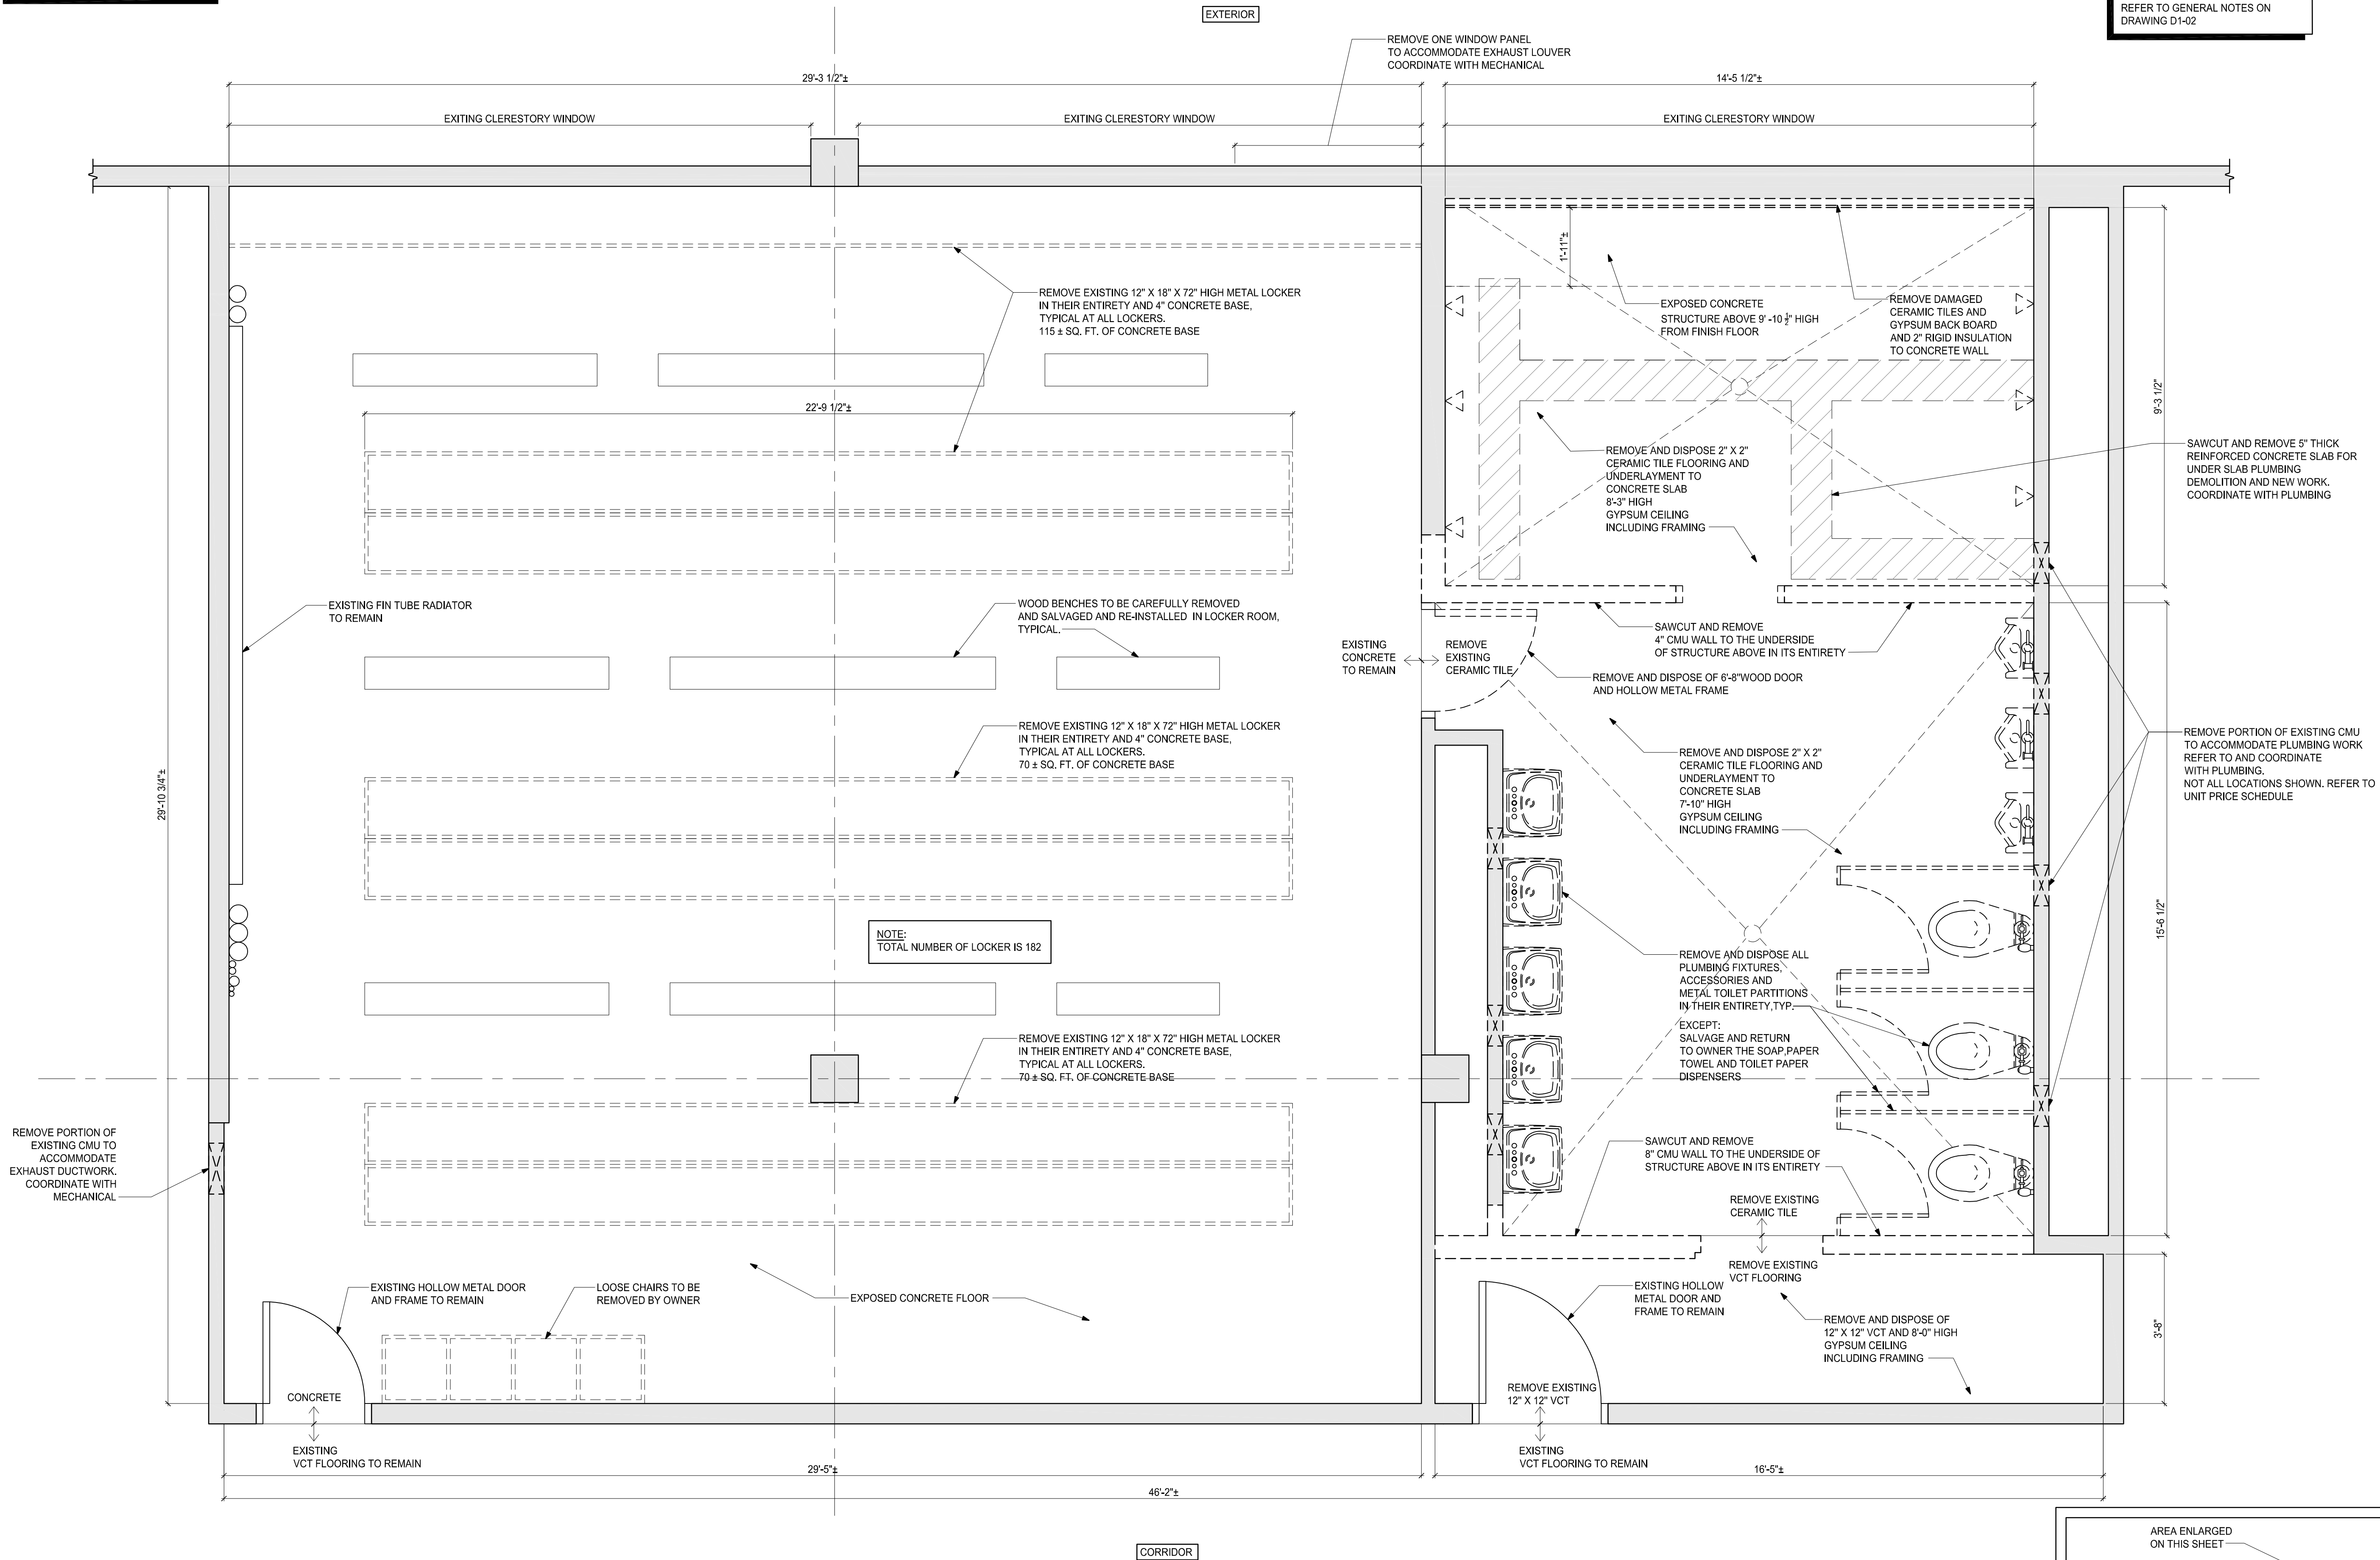 EXTERIOR
REFER TO GENERAL NOTES ON
DRAWING D1-02
REMOVE ONE WINDOW PANEL
TO ACCOMMODATE EXHAUST LOUVER
COORDINATE WITH MECHANICAL
29'-3 1/2"±
14'-5 1/2"±
EXITING CLERESTORY WINDOW
EXITING CLERESTORY WINDOW
EXITING CLERESTORY WINDOW
1'-11"±
REMOVE EXISTING 12" X 18" X 72" HIGH METAL LOCKER
IN THEIR ENTIRETY AND 4" CONCRETE BASE,
TYPICAL AT ALL LOCKERS.
115 ± SQ. FT. OF CONCRETE BASE
EXPOSED CONCRETE
STRUCTURE ABOVE 9' -10 1/2" HIGH
FROM FINISH FLOOR
REMOVE DAMAGED
CERAMIC TILES AND
GYPSUM BACK BOARD
AND 2" RIGID INSULATION
TO CONCRETE WALL
9'-3 1/2"
22'-9 1/2"±
REMOVE AND DISPOSE 2" X 2"
CERAMIC TILE FLOORING AND
UNDERLAYMENT TO
CONCRETE SLAB
8'-3" HIGH
GYPSUM CEILING
INCLUDING FRAMING
SAWCUT AND REMOVE 5" THICK
REINFORCED CONCRETE SLAB FOR
UNDER SLAB PLUMBING
DEMOLITION AND NEW WORK.
COORDINATE WITH PLUMBING
EXISTING FIN TUBE RADIATOR
TO REMAIN
WOOD BENCHES TO BE CAREFULLY REMOVED
AND SALVAGED AND RE-INSTALLED IN LOCKER ROOM,
TYPICAL.
EXISTING
CONCRETE
TO REMAIN
REMOVE
EXISTING
CERAMIC TILE
SAWCUT AND REMOVE
4" CMU WALL TO THE UNDERSIDE
OF STRUCTURE ABOVE IN ITS ENTIRETY
REMOVE AND DISPOSE OF 6'-8"WOOD DOOR
AND HOLLOW METAL FRAME
REMOVE EXISTING 12" X 18" X 72" HIGH METAL LOCKER
IN THEIR ENTIRETY AND 4" CONCRETE BASE,
TYPICAL AT ALL LOCKERS.
70 ± SQ. FT. OF CONCRETE BASE
REMOVE AND DISPOSE 2" X 2"
CERAMIC TILE FLOORING AND
UNDERLAYMENT TO
CONCRETE SLAB
7'-10" HIGH
GYPSUM CEILING
INCLUDING FRAMING
REMOVE PORTION OF EXISTING CMU
TO ACCOMMODATE PLUMBING WORK
REFER TO AND COORDINATE
WITH PLUMBING.
NOT ALL LOCATIONS SHOWN. REFER TO
UNIT PRICE SCHEDULE
29'-10 3/4"±
15'-6 1/2"
NOTE:
TOTAL NUMBER OF LOCKER IS 182
REMOVE AND DISPOSE ALL
PLUMBING FIXTURES,
ACCESSORIES AND
METAL TOILET PARTITIONS
IN THEIR ENTIRETY,TYP.
EXCEPT:
SALVAGE AND RETURN
TO OWNER THE SOAP,PAPER
TOWEL AND TOILET PAPER
DISPENSERS
REMOVE EXISTING 12" X 18" X 72" HIGH METAL LOCKER
IN THEIR ENTIRETY AND 4" CONCRETE BASE,
TYPICAL AT ALL LOCKERS.
70 ± SQ. FT. OF CONCRETE BASE
REMOVE PORTION OF
EXISTING CMU TO
ACCOMMODATE
EXHAUST DUCTWORK.
COORDINATE WITH
MECHANICAL
SAWCUT AND REMOVE
8" CMU WALL TO THE UNDERSIDE OF
STRUCTURE ABOVE IN ITS ENTIRETY
REMOVE EXISTING
CERAMIC TILE
REMOVE EXISTING
VCT FLOORING
EXISTING HOLLOW METAL DOOR
AND FRAME TO REMAIN
LOOSE CHAIRS TO BE
REMOVED BY OWNER
EXPOSED CONCRETE FLOOR
EXISTING HOLLOW
METAL DOOR AND
FRAME TO REMAIN
REMOVE AND DISPOSE OF
12" X 12" VCT AND 8'-0" HIGH
GYPSUM CEILING
INCLUDING FRAMING
3'-8"
CONCRETE
EXISTING
VCT FLOORING TO REMAIN
REMOVE EXISTING
12" X 12" VCT
EXISTING
VCT FLOORING TO REMAIN
29'-5"±
16'-5"±
46'-2"±
CORRIDOR
AREA ENLARGED
ON THIS SHEET